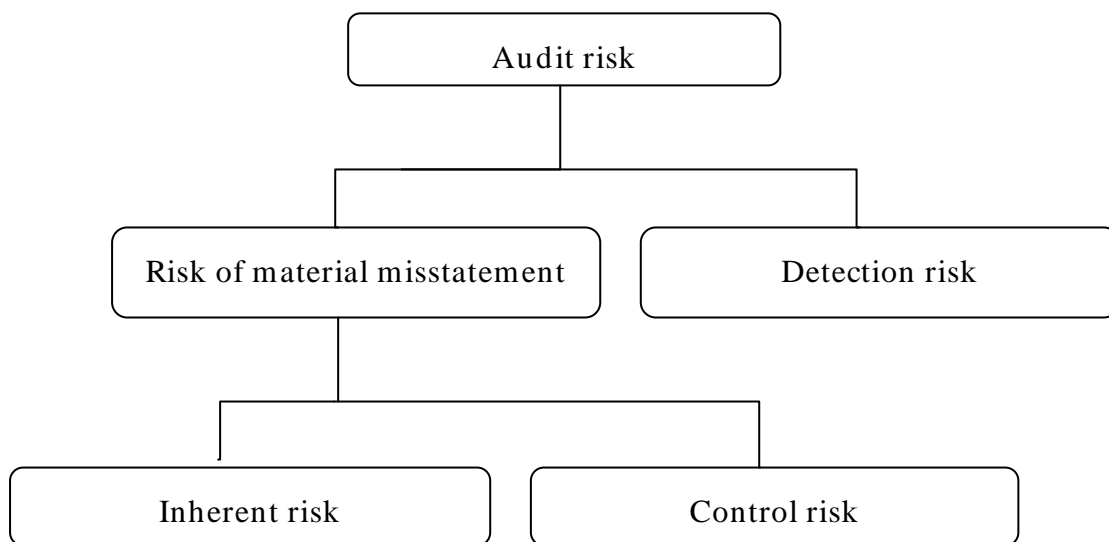 Audit risk
Risk of material misstatement
Detection risk
Inherent risk
Control risk